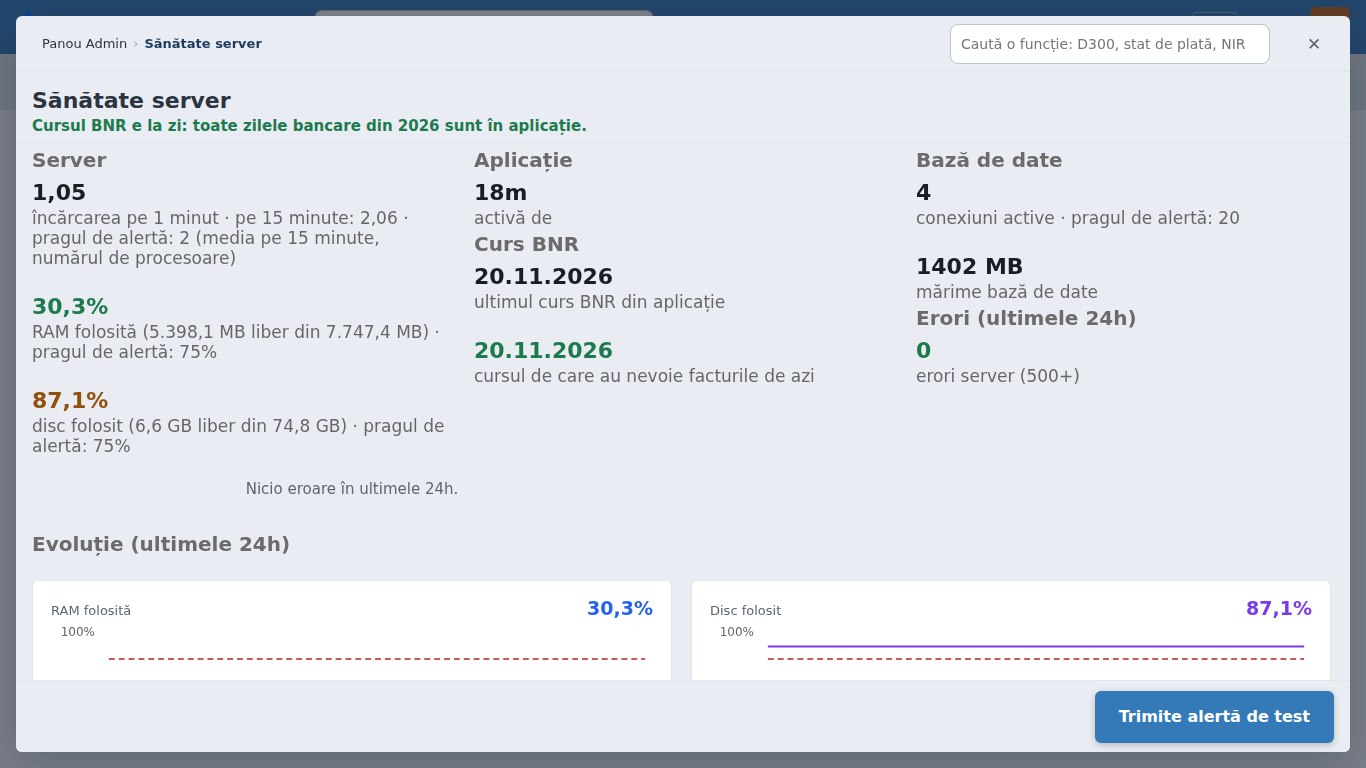 Panou Admin › Sănătate server
Caută o funcție: D300, stat de plată, NIR
✕
Sănătate server
Cursul BNR e la zi: toate zilele bancare din 2026 sunt în aplicație.
Server
1,05
încărcarea pe 1 minut · pe 15 minute: 2,06 ·
pragul de alertă: 2 (media pe 15 minute,
numărul de procesoare)
30,3%
RAM folosită (5.398,1 MB liber din 7.747,4 MB) ·
pragul de alertă: 75%
87,1%
disc folosit (6,6 GB liber din 74,8 GB) · pragul de
alertă: 75%
Aplicație
18m
activă de
Curs BNR
20.11.2026
ultimul curs BNR din aplicație
20.11.2026
cursul de care au nevoie facturile de azi
Bază de date
4
conexiuni active · pragul de alertă: 20
1402 MB
mărime bază de date
Erori (ultimele 24h)
0
erori server (500+)
Nicio eroare în ultimele 24h.
Evoluție (ultimele 24h)
RAM folosită
30,3%
100%
Disc folosit
87,1%
100%
Trimite alertă de test